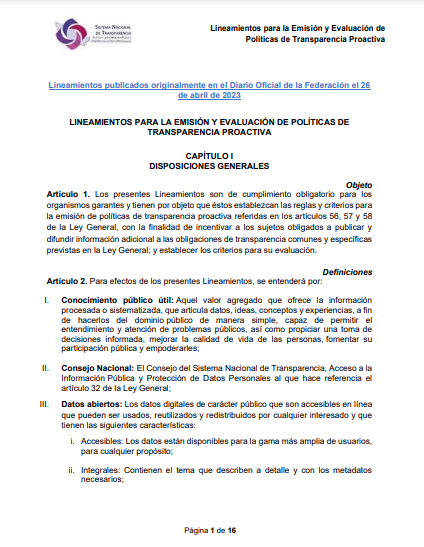 SISTEMA NACIONAL
DE TRANSPARENCIA
Lineamientos para la Emisión y Evaluación de
Políticas de Transparencia Proactiva
Lineamientos publicados originalmente en el Diario Oficial de la Federación el 26
de abril de 2023
LINEAMIENTOS PARA LA EMISIÓN Y EVALUACIÓN DE POLÍTICAS DE
TRANSPARENCIA PROACTIVA
CAPÍTULO I
DISPOSICIONES GENERALES
Objeto
Artículo 1. Los presentes Lineamientos son de cumplimiento obligatorio para los
organismos garantes y tienen por objeto que éstos establezcan las reglas y criterios para
la emisión de políticas de transparencia proactiva referidas en los artículos 56, 57 y 58
de la Ley General, con la finalidad de incentivar a los sujetos obligados a publicar y
difundir información adicional a las obligaciones de transparencia comunes y específicas
previstas en la Ley General; y establecer los criterios para su evaluación.
Definiciones
Artículo 2. Para efectos de los presentes Lineamientos, se entenderá por:
I. Conocimiento público útil: Aquel valor agregado que ofrece la información
procesada o sistematizada, que articula datos, ideas, conceptos y experiencias, a fin
de hacerlos del dominio público de manera simple, capaz de permitir el
entendimiento y atención de problemas públicos, así como propiciar una toma de
decisiones informada, mejorar la calidad de vida de las personas, fomentar su
participación pública y empoderarles;
II. Consejo Nacional: El Consejo del Sistema Nacional de Transparencia, Acceso a la
Información Pública y Protección de Datos Personales al que hace referencia el
artículo 32 de la Ley General;
III. Datos abiertos: Los datos digitales de carácter público que son accesibles en línea
que pueden ser usados, reutilizados y redistribuidos por cualquier interesado y que
tienen las siguientes características:
i. Accesibles: Los datos están disponibles para la gama más amplia de usuarios,
para cualquier propósito;
ii. Integrales: Contienen el tema que describen a detalle y con los metadatos
necesarios;
Página 1 de 16